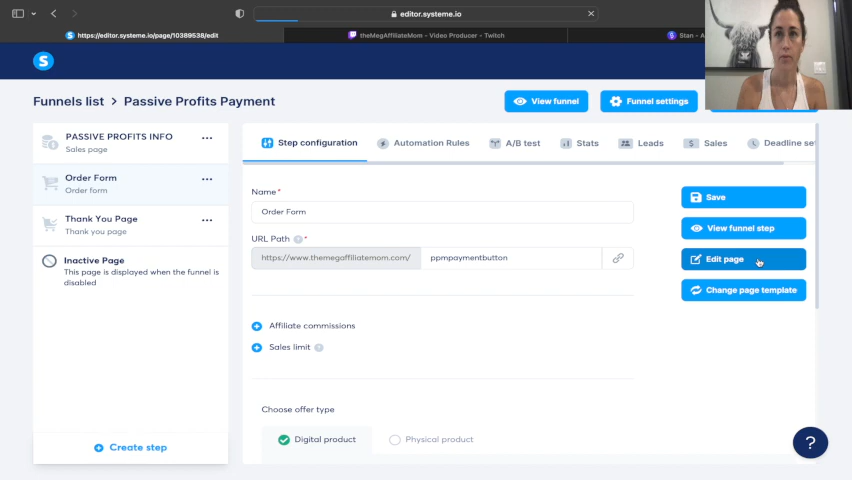 editor.systeme.io
https://editor.systeme.io/page/10389538/edit
theMegAffiliateMom - Video Producer - Twitch
Stan - A
S
Funnels list > Passive Profits Payment
View funnel
Funnel settings
PASSIVE PROFITS INFO
Sales page
Order Form
Order form
Thank You Page
Thank you page
Inactive Page
This page is displayed when the funnel is
disabled
Create step
Step configuration
Automation Rules
A/B test
Stats
Leads
Sales
Deadline set
Name*
Order Form
URL Path ? *
https://www.themegaffiliatemom.com/
ppmpaymentbutton
Save
View funnel step
Edit page
Change page template
Affiliate commissions
Sales limit ?
Choose offer type
Digital product
Physical product
?